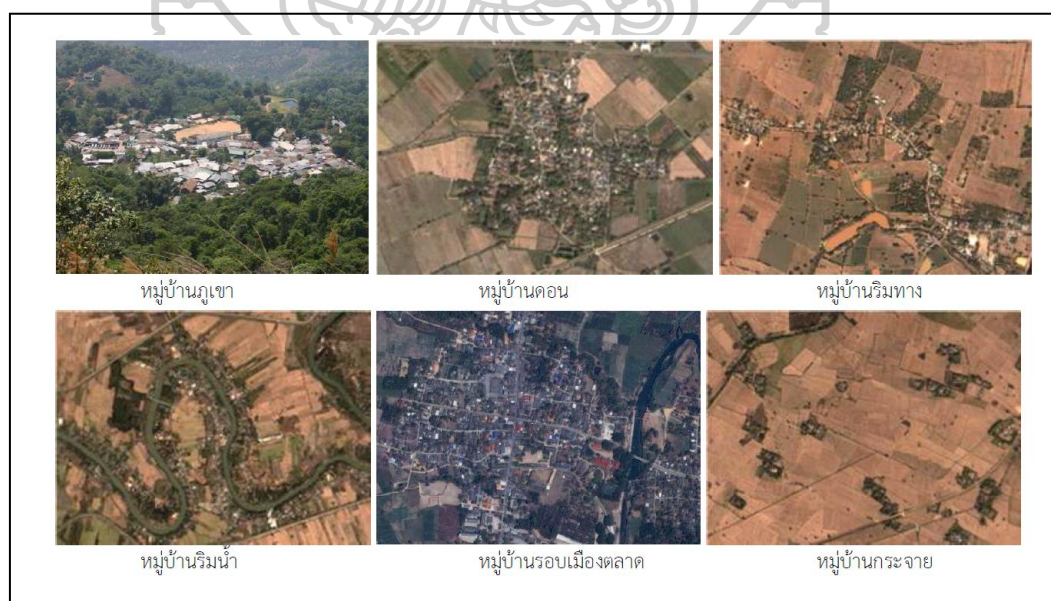 หมู่บ้านภูเขา
หมู่บ้านดอน
หมู่บ้านริมทาง
หมู่บ้านริมน้ำ
หมู่บ้านรอบเมืองตลาด
หมู่บ้านกระจาย